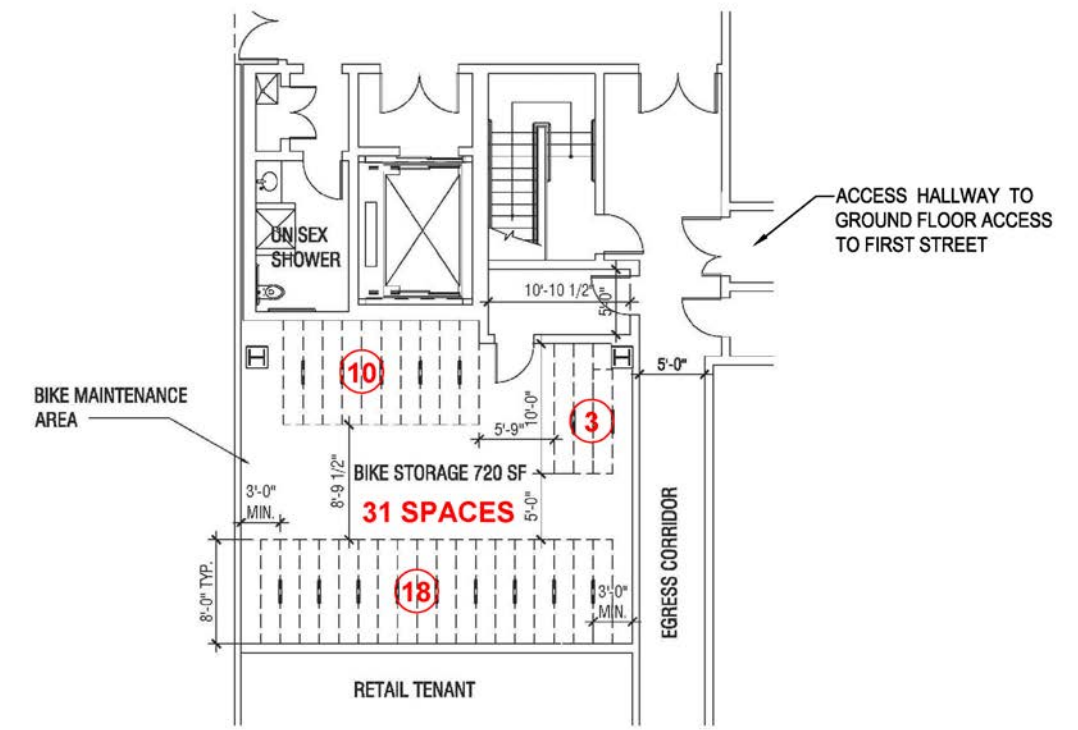 ACCESS HALLWAY TO
GROUND FLOOR ACCESS
TO FIRST STREET
UNISEX
SHOWER
10'-10 1/2"
5'-0"
5'-0"
BIKE MAINTENANCE
AREA
10
3
10'-0"
5'-9"
8'-9 1/2"
BIKE STORAGE 720 SF
31 SPACES
5'-0"
3'-0"
MIN.
8'-0" TYP.
18
3'-0"
MIN.
EGRESS CORRIDOR
RETAIL TENANT